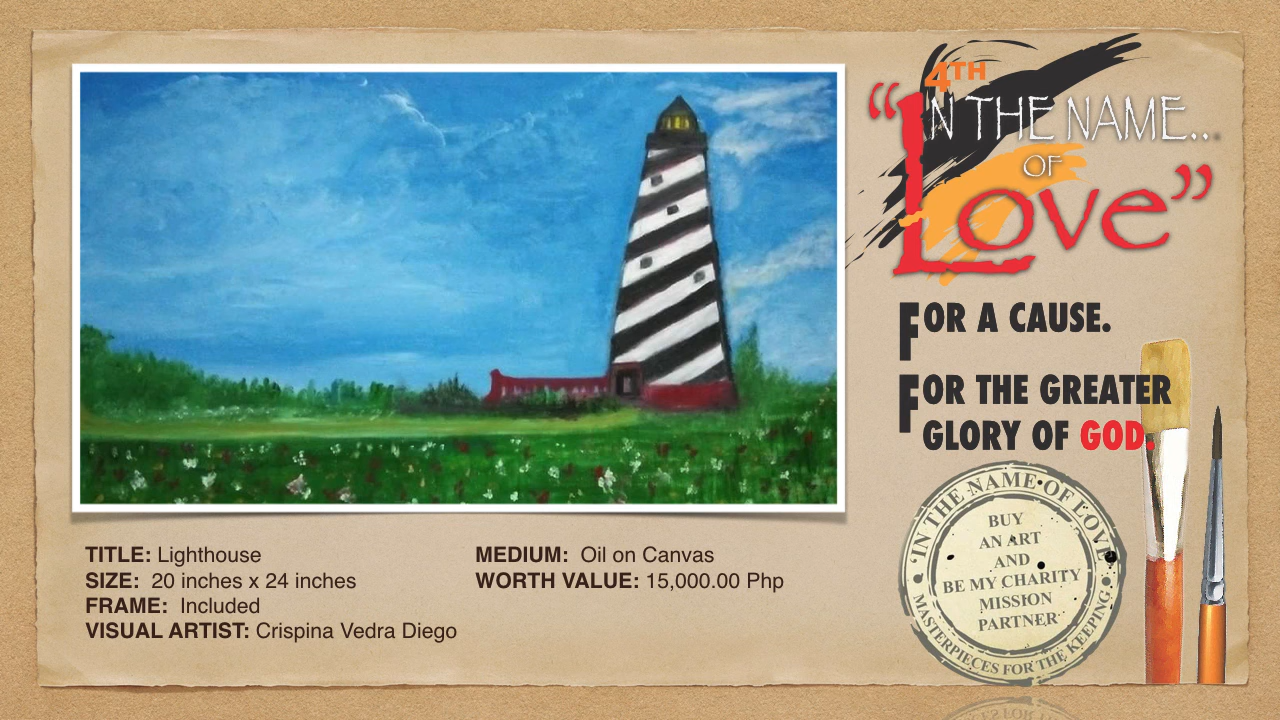 4TH
“IN THE NAME...
OF
Love”
FOR A CAUSE.
FOR THE GREATER
GLORY OF GOD.
TITLE: Lighthouse
SIZE: 20 inches x 24 inches
FRAME: Included
VISUAL ARTIST: Crispina Vedra Diego
MEDIUM: Oil on Canvas
WORTH VALUE: 15,000.00 Php
"IN THE NAME OF LOVE"
BUY
AN ART
AND
BE MY CHARITY
MISSION
PARTNER
MASTERPIECES FOR THE KEEPING